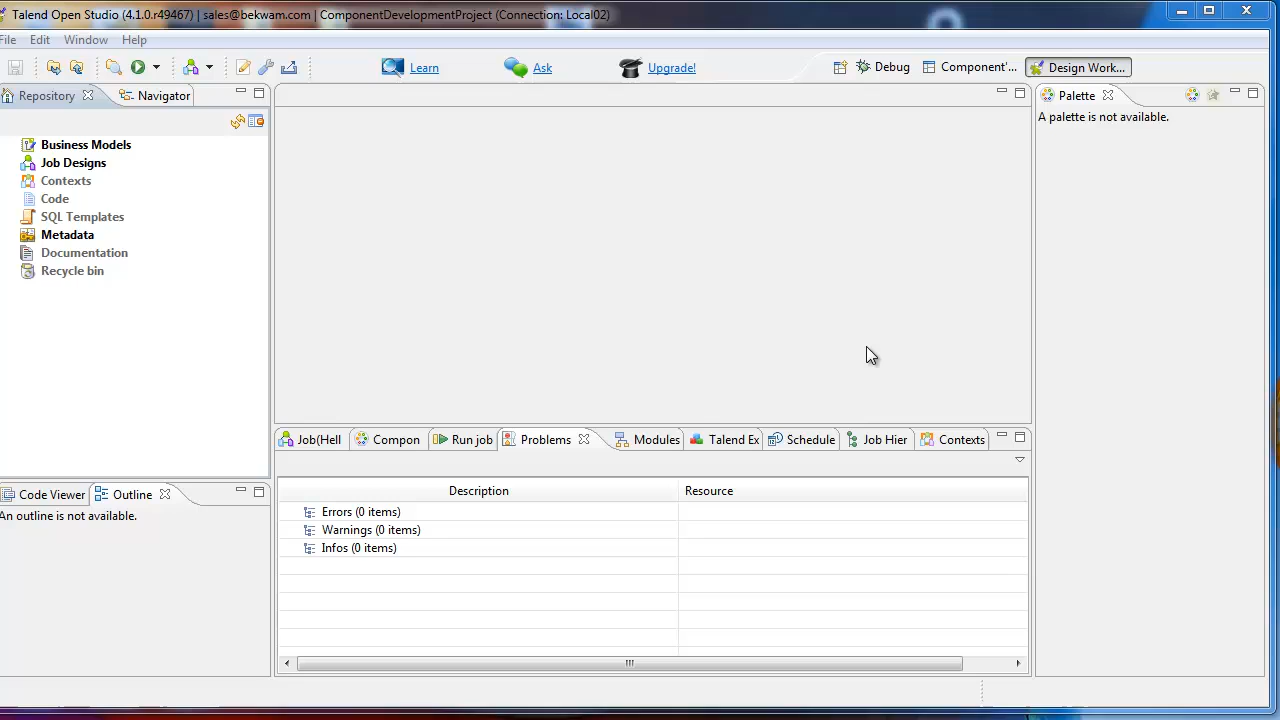 Talend Open Studio (4.1.0.r49467) | sales@bekwam.com | ComponentDevelopmentProject (Connection: Local02)
File Edit Window Help
Learn Ask Upgrade! Debug Component'... Design Work...
Repository Navigator Palette
A palette is not available.
Business Models
Job Designs
Contexts
Code
SQL Templates
Metadata
Documentation
Recycle bin
Job(Hell Compon Run job Problems Modules Talend Ex Schedule Job Hier Contexts
Code Viewer Outline
An outline is not available.
Description Resource
Errors (0 items)
Warnings (0 items)
Infos (0 items)